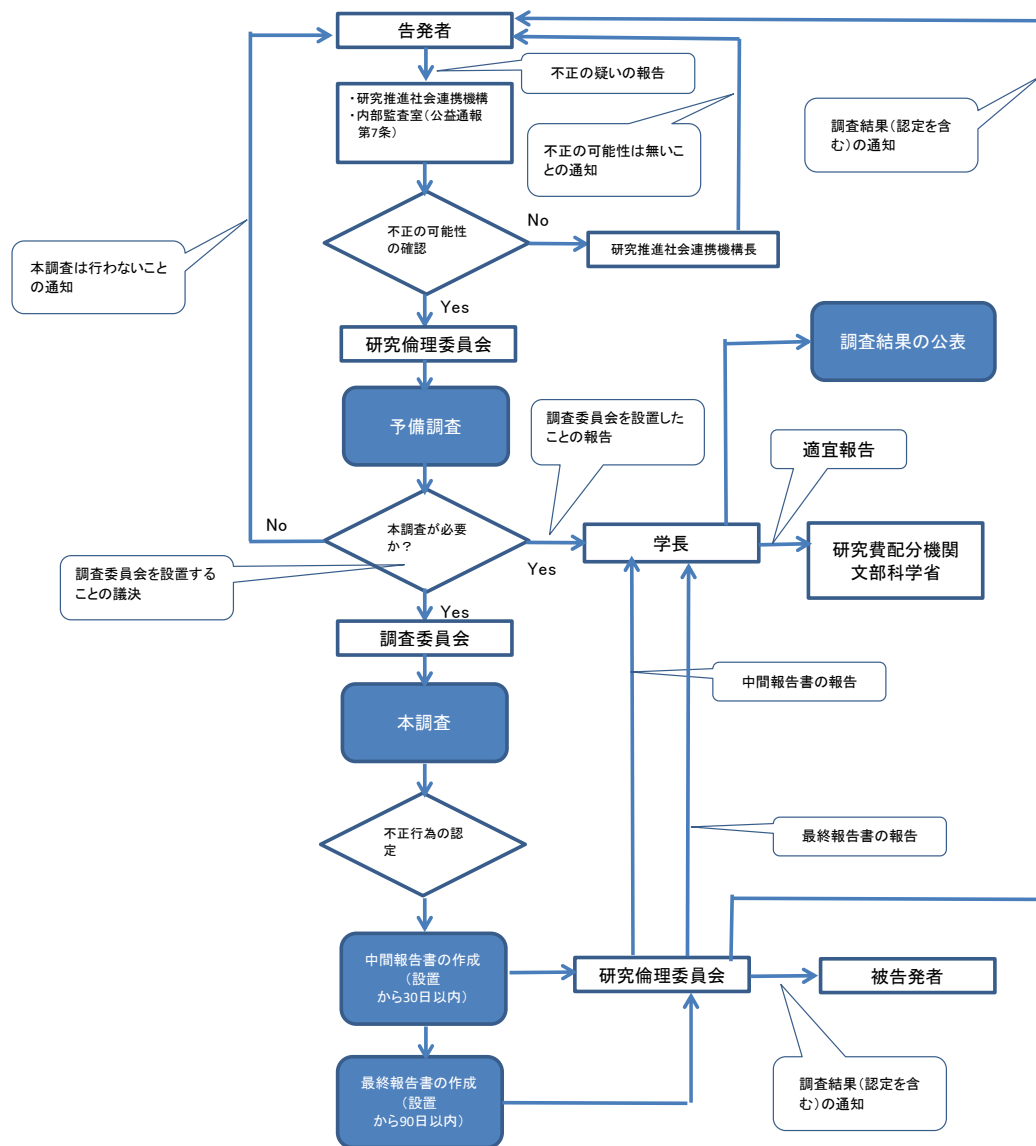 告発者
不正の疑いの報告
・研究推進社会連携機構
・内部監査室(公益通報
第7条)
調査結果(認定を含
む)の通知
不正の可能性は無いこ
との通知
不正の可能性
の確認
No
研究推進社会連携機構長
本調査は行わないこと
の通知
Yes
研究倫理委員会
調査結果の公表
予備調査
調査委員会を設置した
ことの報告
適宜報告
No
本調査が必要
か？
Yes
学長
研究費配分機関
文部科学省
調査委員会を設置する
ことの議決
Yes
調査委員会
中間報告書の報告
本調査
不正行為の認
定
最終報告書の報告
中間報告書の作成
(設置
から30日以内)
研究倫理委員会
被告発者
最終報告書の作成
(設置
から90日以内)
調査結果(認定を含
む)の通知